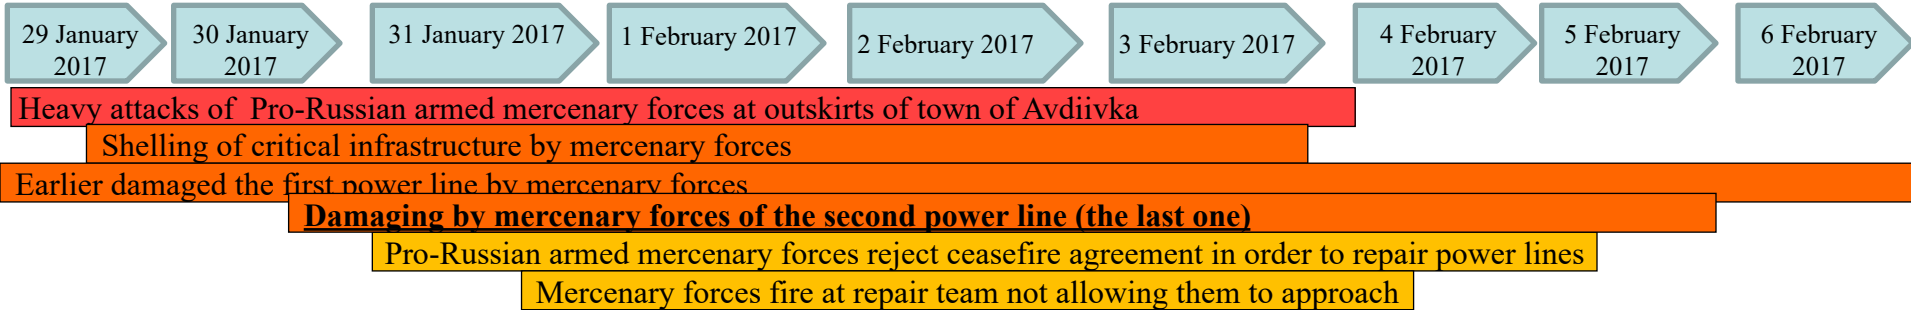 29 January
2017
30 January
2017
31 January 2017
1 February 2017
2 February 2017
3 February 2017
4 February
2017
5 February
2017
6 February
2017
Heavy attacks of Pro-Russian armed mercenary forces at outskirts of town of Avdiivka
Shelling of critical infrastructure by mercenary forces
Earlier damaged the first power line by mercenary forces
Damaging by mercenary forces of the second power line (the last one)
Pro-Russian armed mercenary forces reject ceasefire agreement in order to repair power lines
Mercenary forces fire at repair team not allowing them to approach